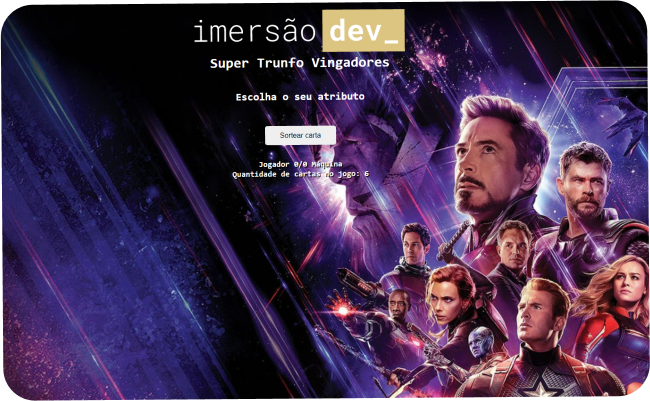 imersão dev_
Super Trunfo Vingadores
Escolha o seu atributo
Sortear carta
Jogador 0/0 Máquina
Quantidade de cartas no jogo: 6